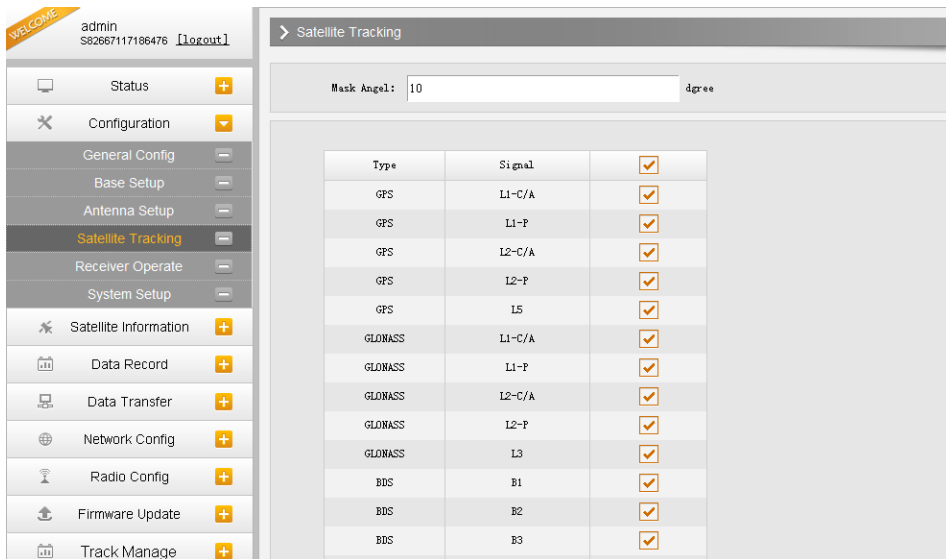 WELCOME
admin
S82667117186476 [logout]
Status
Configuration
General Config
Base Setup
Antenna Setup
Satellite Tracking
Receiver Operate
System Setup
Satellite Information
Data Record
Data Transfer
Network Config
Radio Config
Firmware Update
Track Manage
Satellite Tracking
Mask Angel: 10 dgree
Type Signal
GPS L1-C/A
GPS L1-P
GPS L2-C/A
GPS L2-P
GPS L5
GLONASS L1-C/A
GLONASS L1-P
GLONASS L2-C/A
GLONASS L2-P
GLONASS L3
BDS B1
BDS B2
BDS B3